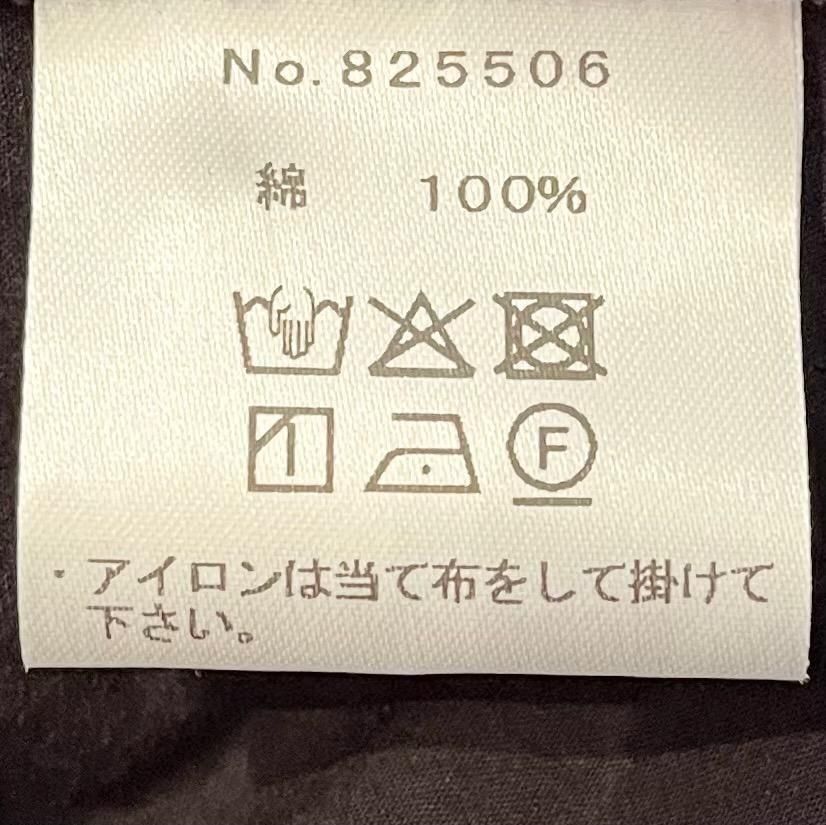 No.825506
綿 100%
F
・アイロンは当て布をして掛けて
下さい。